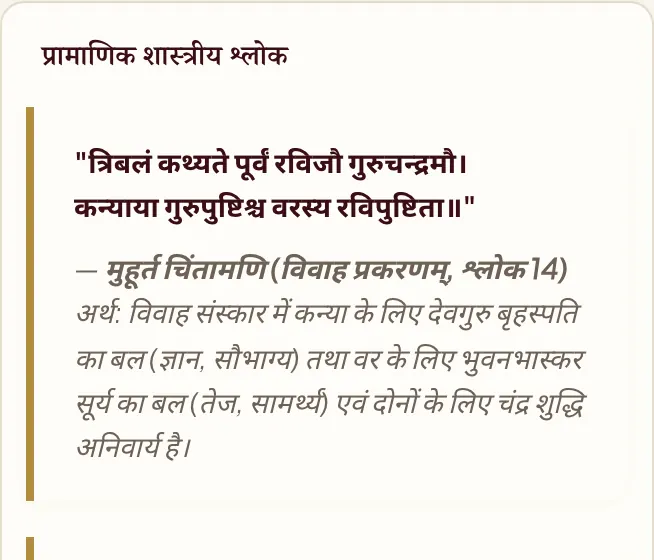 प्रामाणिक शास्त्रीय श्लोक
"त्रिबलं कथ्यते पूर्वं रविजौ गुरुचन्द्रमौ।
कन्याया गुरुपुष्टिश्च वरस्य रविपुष्टिता॥"
— मुहूर्त चिंतामणि (विवाह प्रकरणम्, श्लोक 14)
अर्थ: विवाह संस्कार में कन्या के लिए देवगुरु बृहस्पति
का बल (ज्ञान, सौभाग्य) तथा वर के लिए भुवनभास्कर
सूर्य का बल (तेज, सामर्थ्य) एवं दोनों के लिए चंद्र शुद्धि
अनिवार्य है।